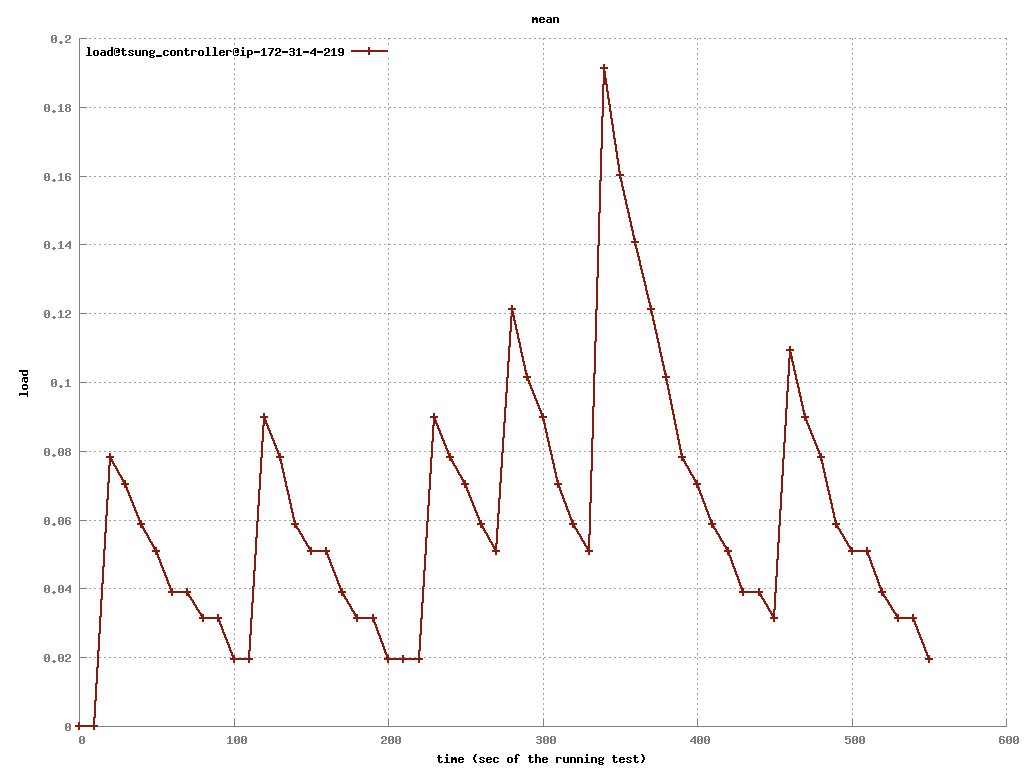 mean
load@tsung_controller@ip-172-31-4-219
0.2
0.18
0.16
0.14
0.12
0.1
0.08
0.06
0.04
0.02
0
load
0 100 200 300 400 500 600
time (sec of the running test)